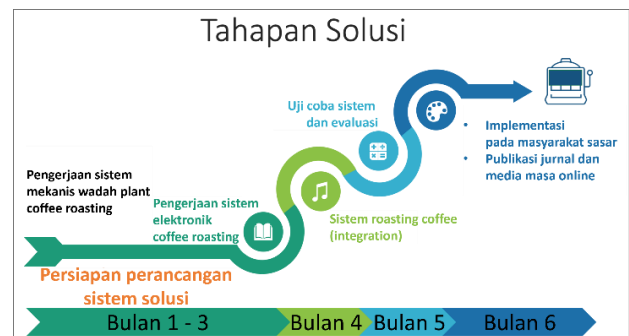 Tahapan Solusi
Uji coba sistem
dan evaluasi
• Implementasi
pada masyarakat sasar
• Publikasi jurnal dan
media masa online
Pengerjaan sistem
mekanis wadah plant
coffee roasting
Pengerjaan sistem
elektronik
coffee roasting
Sistem roasting coffee
(integration)
Persiapan perancangan
sistem solusi
Bulan 1 - 3
Bulan 4
Bulan 5
Bulan 6